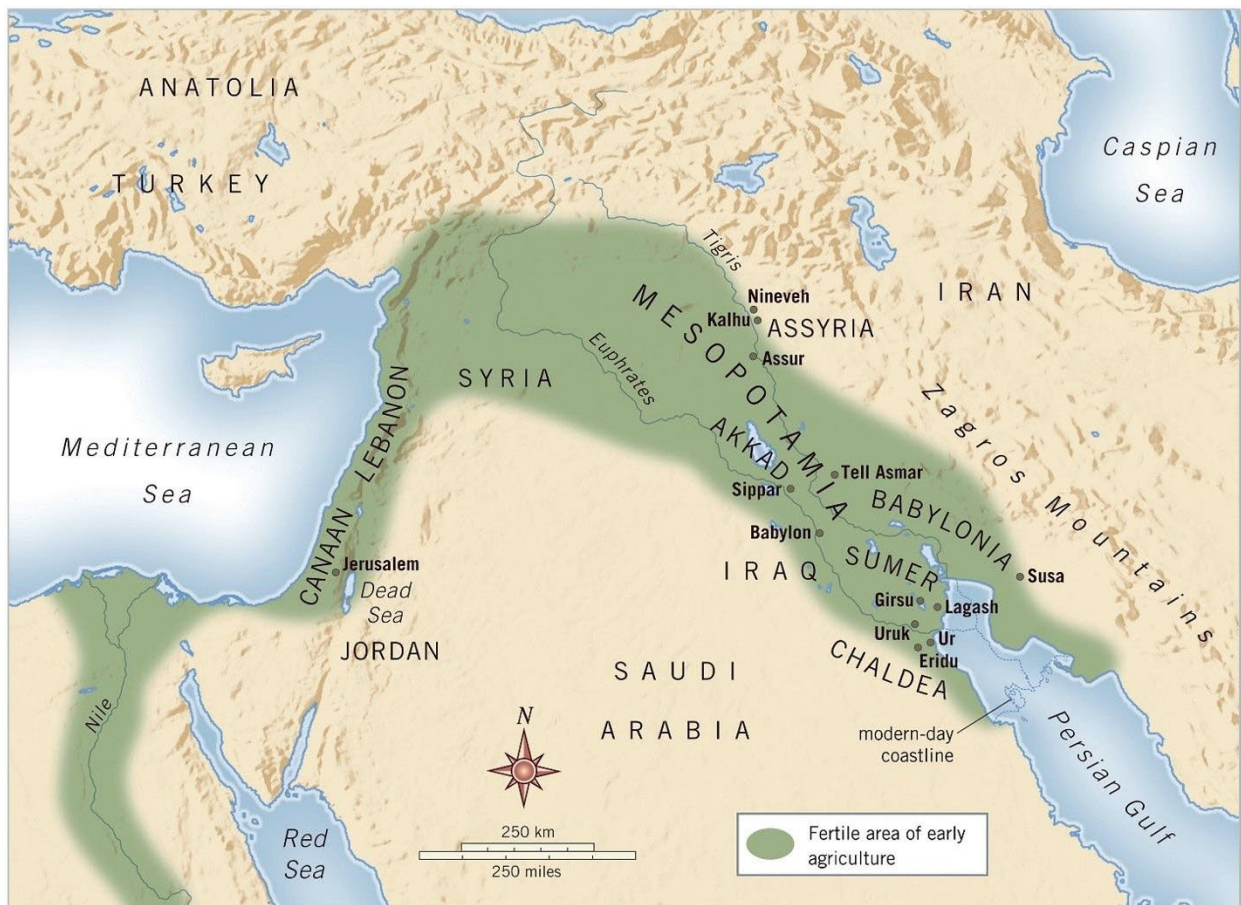 ANATOLIA
TURKEY
Caspian
Sea
Tigris
IRAN
Nineveh
Kalhu
ASSYRIA
Assur
MESOPOTAMIA
Euphrates
SYRIA
Zagros Mountains
Mediterranean
Sea
LEBANON
CANAAN
AKKAD
Tell Asmar
Sippar
BABYLONIA
Babylon
SUMER
IRAQ
Susa
Jerusalem
Dead
Sea
Girsu
Lagash
Uruk
Ur
Eridu
JORDAN
CHALDEA
SAUDI
ARABIA
Nile
N
modern-day
coastline
Persian Gulf
Red
Sea
250 km
250 miles
Fertile area of early
agriculture